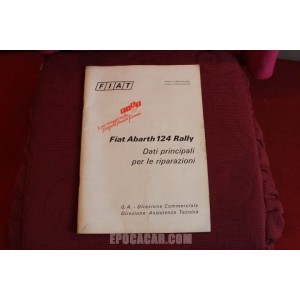 FIAT
Fiat Abarth 124 Rally
Dati principali
per le riparazioni
D.A. - Direzione Commerciale
Direzione Assistenza Tecnica
EPOCACAR.COM